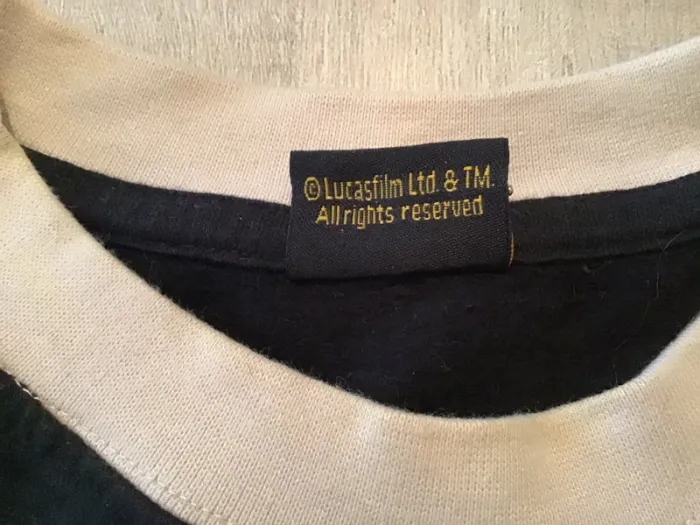 ©Lucasfilm Ltd. & TM.
All rights reserved